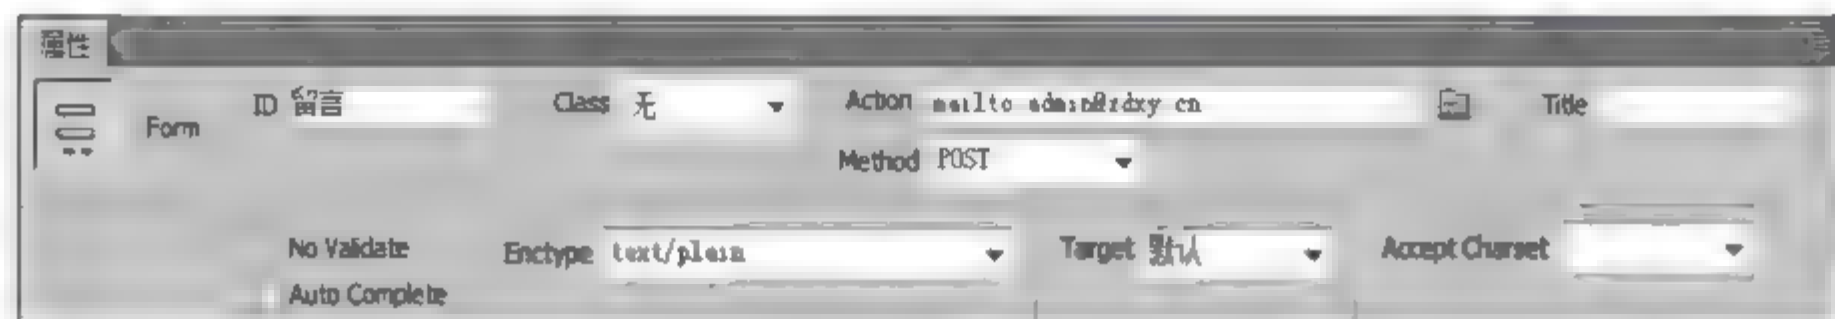 属性
Form ID 留言 Class 无 Action mailto admin@rdxy cn Title
Method POST
No Validate Enctype text/plain Target 默认 Accept Charset
Auto Complete